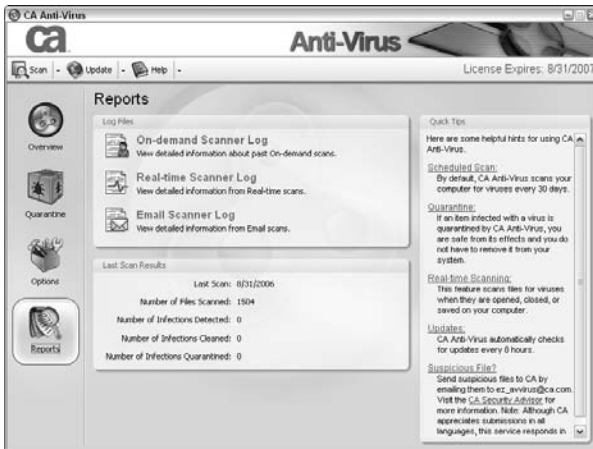 CA Anti-Virus
ca
Anti-Virus
Scan
Update
Help
License Expires: 8/31/2007
Overview
Quarantine
Options
Reports
Reports
Log Files
On-demand Scanner Log
View detailed information about past On-demand scans.
Real-time Scanner Log
View detailed information from Real-time scans.
Email Scanner Log
View detailed information from Email scans.
Last Scan Results
Last Scan: 8/31/2006
Number of Files Scanned: 1504
Number of Infections Detected: 0
Number of Infections Cleaned: 0
Number of Infections Quarantined: 0
Quick Tips
Here are some helpful hints for using CA
Anti-Virus.
Scheduled Scan:
By default, CA Anti-Virus scans your
computer for viruses every 30 days.
Quarantine:
If an item infected with a virus is
quarantined by CA Anti-Virus, you
are safe from its effects and you do
not have to remove it from your
system.
Real-time Scanning:
This feature scans files for viruses
when they are opened, closed, or
saved on your computer.
Updates:
CA Anti-Virus automatically checks
for updates every 8 hours.
Suspicious File?
Send suspicious files to CA by
emailing them to ez_avvirus@ca.com.
Visit the CA Security Advisor for
more information. Note: Although CA
appreciates submissions in all
languages, this service responds in